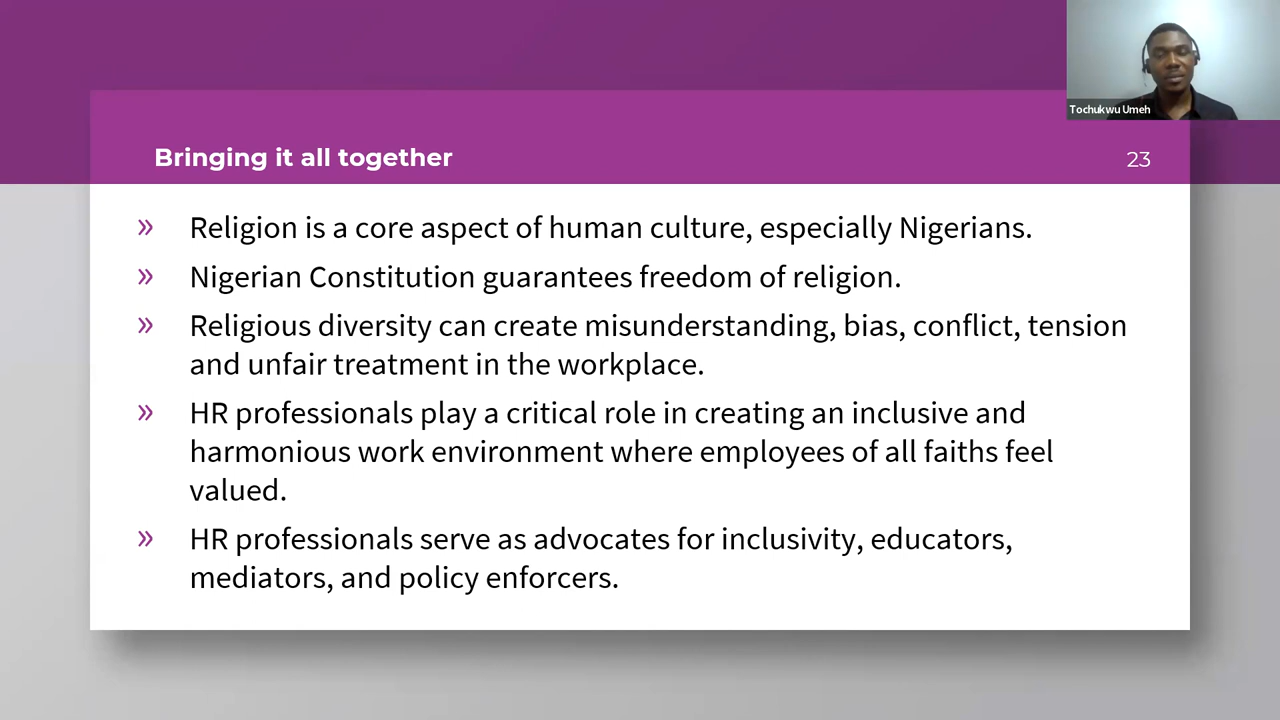 Tochukwu Umeh
Bringing it all together
23
» Religion is a core aspect of human culture, especially Nigerians.
» Nigerian Constitution guarantees freedom of religion.
» Religious diversity can create misunderstanding, bias, conflict, tension
and unfair treatment in the workplace.
» HR professionals play a critical role in creating an inclusive and
harmonious work environment where employees of all faiths feel
valued.
» HR professionals serve as advocates for inclusivity, educators,
mediators, and policy enforcers.